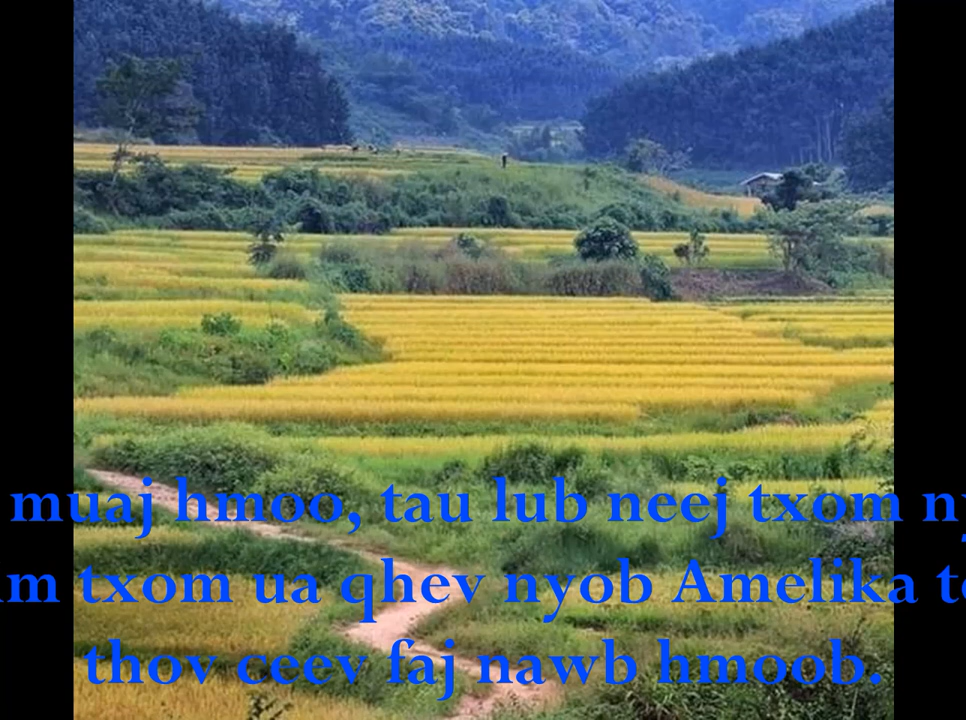 muaj hmoo, tau lub neej txom
txom ua qhev nyob Amelika
thov ceev faj nawb hmoob.